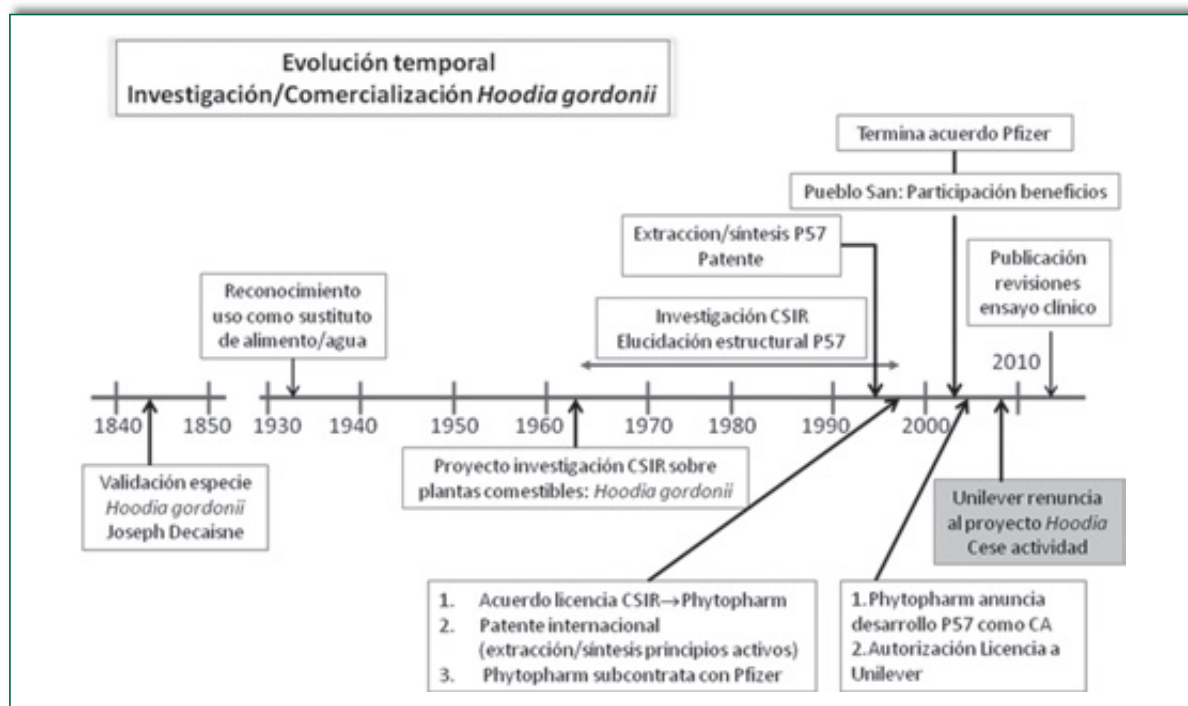 Evolución temporal
Investigación/Comercialización Hoodia gordonii
Termina acuerdo Pfizer
Pueblo San: Participación beneficios
Extraccion/síntesis P57
Patente
Publicación
revisiones
ensayo clínico
Reconocimiento
uso como sustituto
de alimento/agua
Investigación CSIR
Elucidación estructural P57
2010
1840
1850
1930
1940
1950
1960
1970
1980
1990
2000
Validación especie
Hoodia gordonii
Joseph Decaisne
Proyecto investigación CSIR sobre
plantas comestibles: Hoodia gordonii
Unilever renuncia
al proyecto Hoodia
Cese actividad
1. Acuerdo licencia CSIR→Phytopharm
2. Patente internacional
(extracción/síntesis principios activos)
3. Phytopharm subcontrata con Pfizer
1.Phytopharm anuncia
desarrollo P57 como CA
2.Autorización Licencia a
Unilever